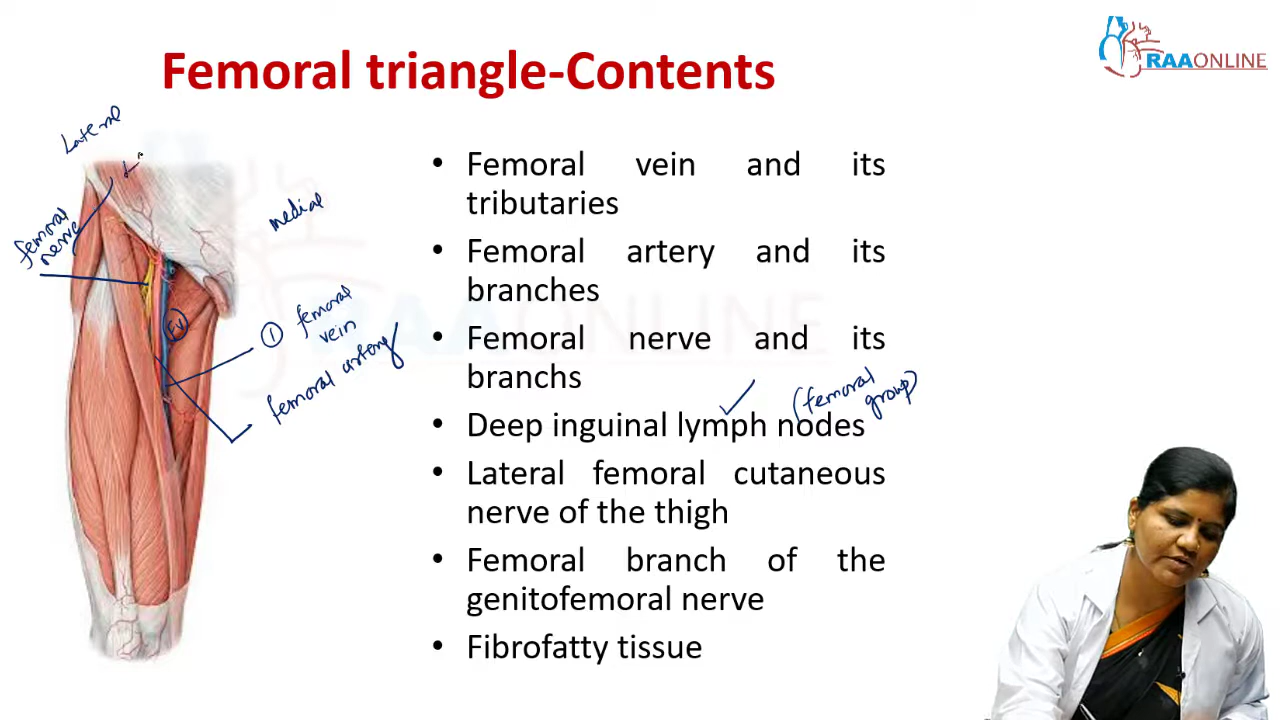 Femoral triangle-Contents
RAAONLINE
Lateral
medial
femoral
nerve
Fv
① femoral
vein
femoral artery
• Femoral vein and its
tributaries
• Femoral artery and its
branches
• Femoral nerve and its
branchs
(femoral
group)
• Deep inguinal lymph nodes
• Lateral femoral cutaneous
nerve of the thigh
• Femoral branch of the
genitofemoral nerve
• Fibrofatty tissue
RAAONLINE